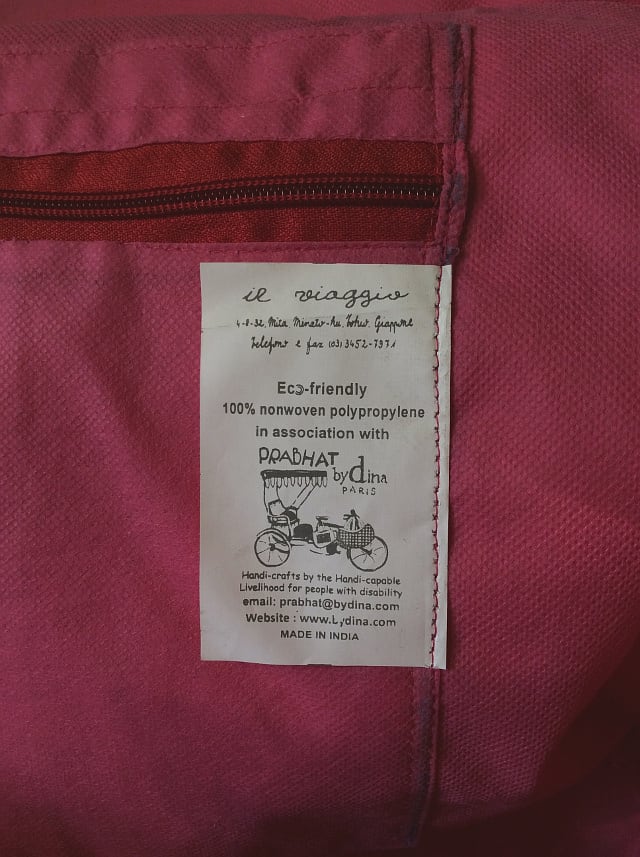 il viaggio
4-8-32, Mita Minato-ku, Tokio, Giappone
Telefono e fax (03) 3452-7971
Eco-friendly
100% nonwoven polypropylene
in association with
PRABHAT
by dina
PARIS
Handi-crafts by the Handi-capable
Livelihood for people with disability
email: prabhat@bydina.com
Website : www.bydina.com
MADE IN INDIA